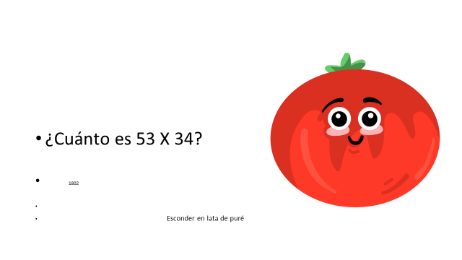 ¿Cuánto es 53 X 34?
Esconder en lata de puré